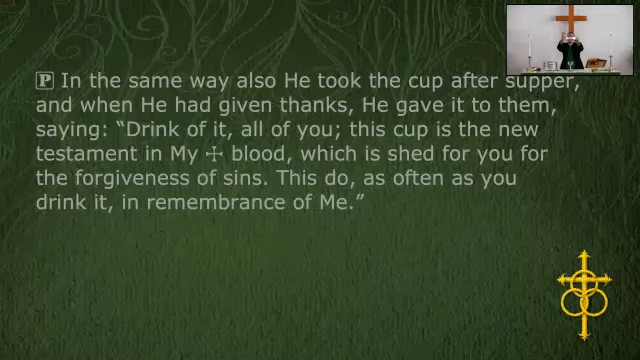 P In the same way also He took the cup after supper,
and when He had given thanks, He gave it to them,
saying: “Drink of it, all of you; this cup is the new
testament in My ☩ blood, which is shed for you for
the forgiveness of sins. This do, as often as you
drink it, in remembrance of Me.”